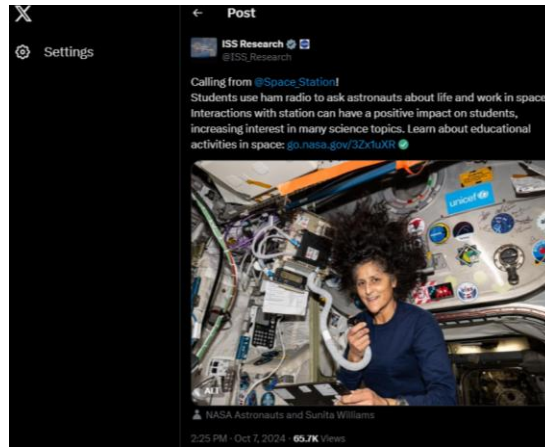 X
← Post
Settings
ISS Research
@ISS_Research
Calling from @Space_Station!
Students use ham radio to ask astronauts about life and work in space
Interactions with station can have a positive impact on students,
increasing interest in many science topics. Learn about educational
activities in space: go.nasa.gov/3Zx1uXR
unicef
ALT
NASA Astronauts and Sunita Williams
2:25 PM · Oct 7, 2024 · 65.7K Views